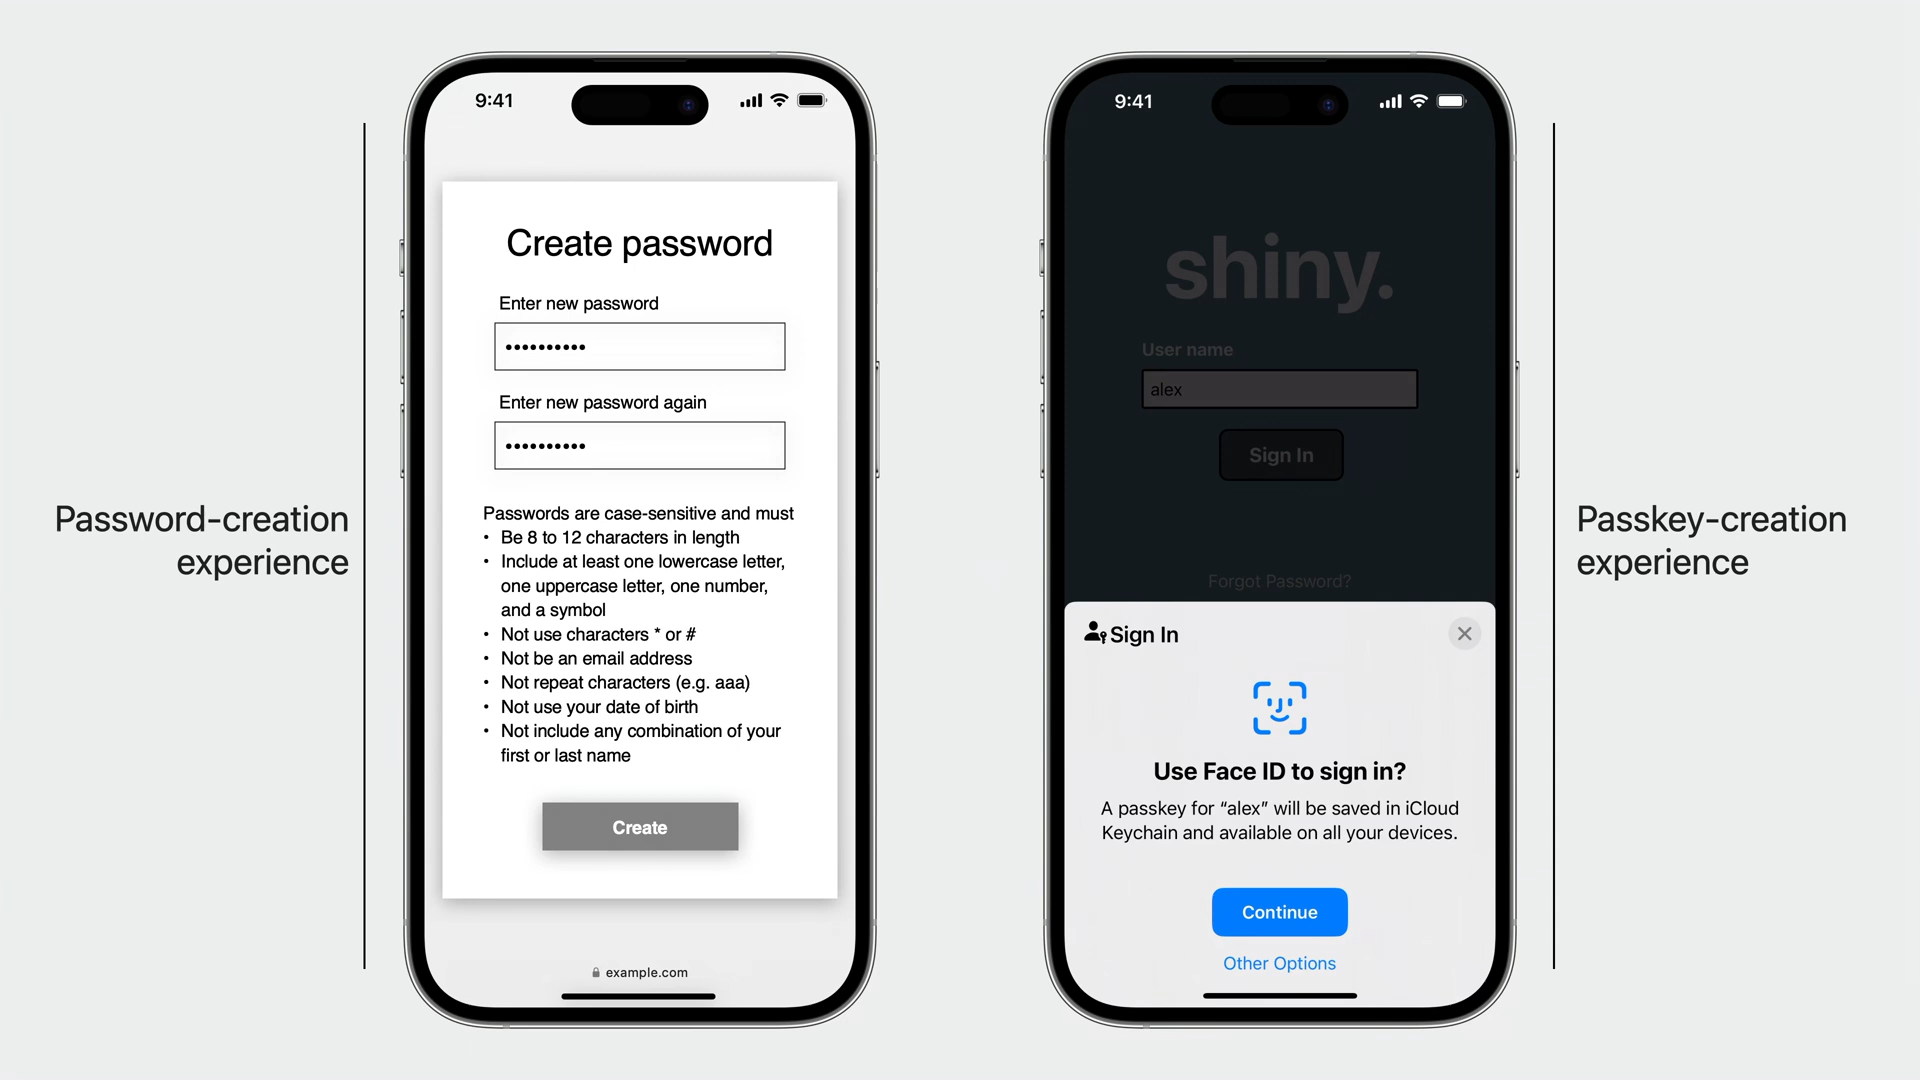 Password-creation
experience
9:41
Create password
Enter new password
••••••••••
Enter new password again
••••••••••
Passwords are case-sensitive and must
• Be 8 to 12 characters in length
• Include at least one lowercase letter,
one uppercase letter, one number,
and a symbol
• Not use characters * or #
• Not be an email address
• Not repeat characters (e.g. aaa)
• Not use your date of birth
• Not include any combination of your
first or last name
Create
example.com
9:41
shiny.
User name
alex
Sign In
Forgot Password?
Sign In
Use Face ID to sign in?
A passkey for “alex” will be saved in iCloud
Keychain and available on all your devices.
Continue
Other Options
Passkey-creation
experience